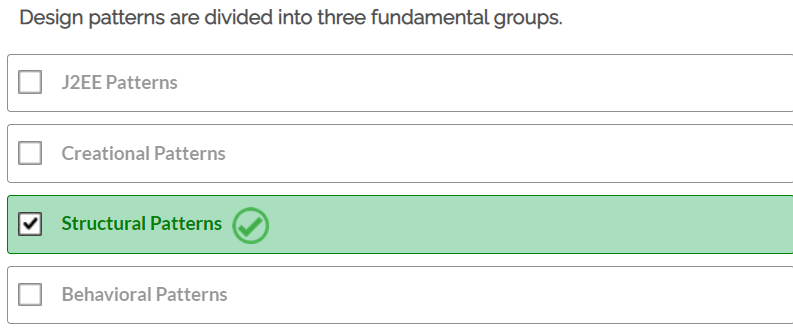 Design patterns are divided into three fundamental groups.
J2EE Patterns
Creational Patterns
Structural Patterns
Behavioral Patterns